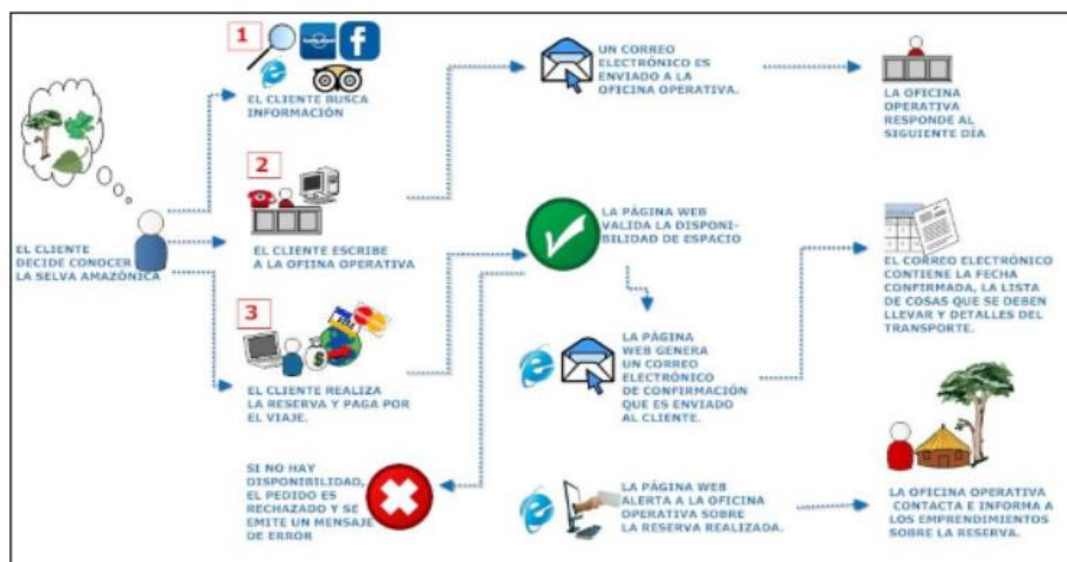 EL CLIENTE
DECIDE CONOCER
LA SELVA AMAZÓNICA
1
EL CLIENTE BUSCA
INFORMACIÓN
2
EL CLIENTE ESCRIBE
A LA OFIINA OPERATIVA
3
VISA
EL CLIENTE REALIZA
LA RESERVA Y PAGA POR
EL VIAJE.
SI NO HAY
DISPONIBILIDAD,
EL PEDIDO ES
RECHAZADO Y SE
EMITE UN MENSAJE
DE ERROR
UN CORREO
ELECTRÓNICO ES
ENVIADO A LA
OFICINA OPERATIVA.
LA OFICINA
OPERATIVA
RESPONDE AL
SIGUIENTE DÍA
LA PÁGINA WEB
VALIDA LA DISPONI-
BILIDAD DE ESPACIO
LA PÁGINA
WEB GENERA
UN CORREO
ELECTRÓNICO
DE CONFIRMACIÓN
QUE ES ENVIADO
AL CLIENTE.
EL CORREO ELECTRÓNICO
CONTIENE LA FECHA
CONFIRMADA, LA LISTA
DE COSAS QUE SE DEBEN
LLEVAR Y DETALLES DEL
TRANSPORTE.
LA PÁGINA WEB
ALERTA A LA OFICINA
OPERATIVA SOBRE
LA RESERVA REALIZADA.
LA OFICINA OPERATIVA
CONTACTA E INFORMA A
LOS EMPRENDIMIENTOS
SOBRE LA RESERVA.